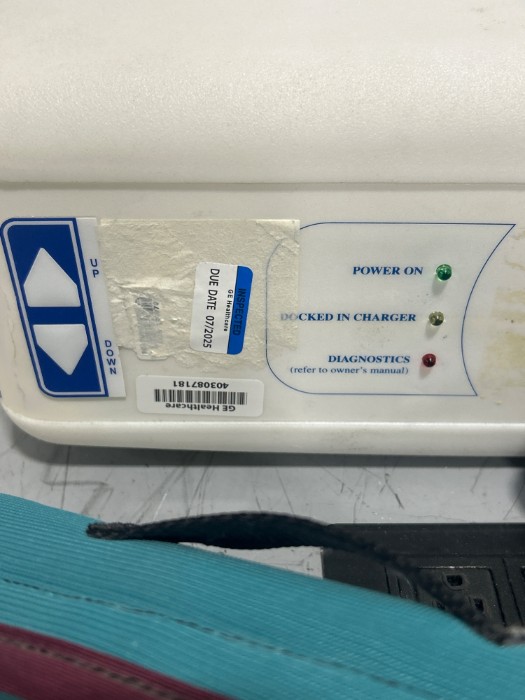 UP
DOWN
INSPECTED
GE Healthcare
DUE DATE 07/2025
GE Healthcare
403087181
POWER ON
DOCKED IN CHARGER
DIAGNOSTICS
(refer to owner's manual)